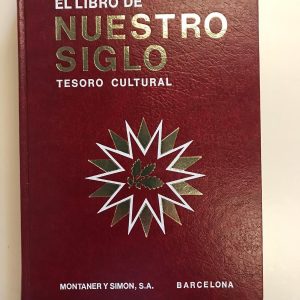 EL LIBRO DE
NUESTRO
SIGLO
TESORO CULTURAL
MONTANER Y SIMON, S.A. BARCELONA